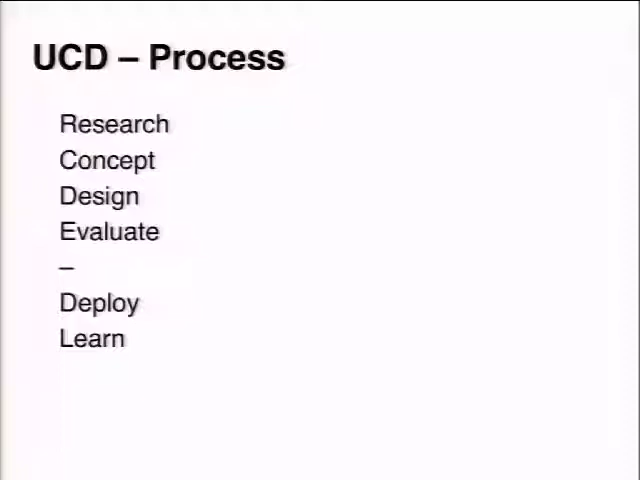 UCD – Process
Research
Concept
Design
Evaluate
–
Deploy
Learn